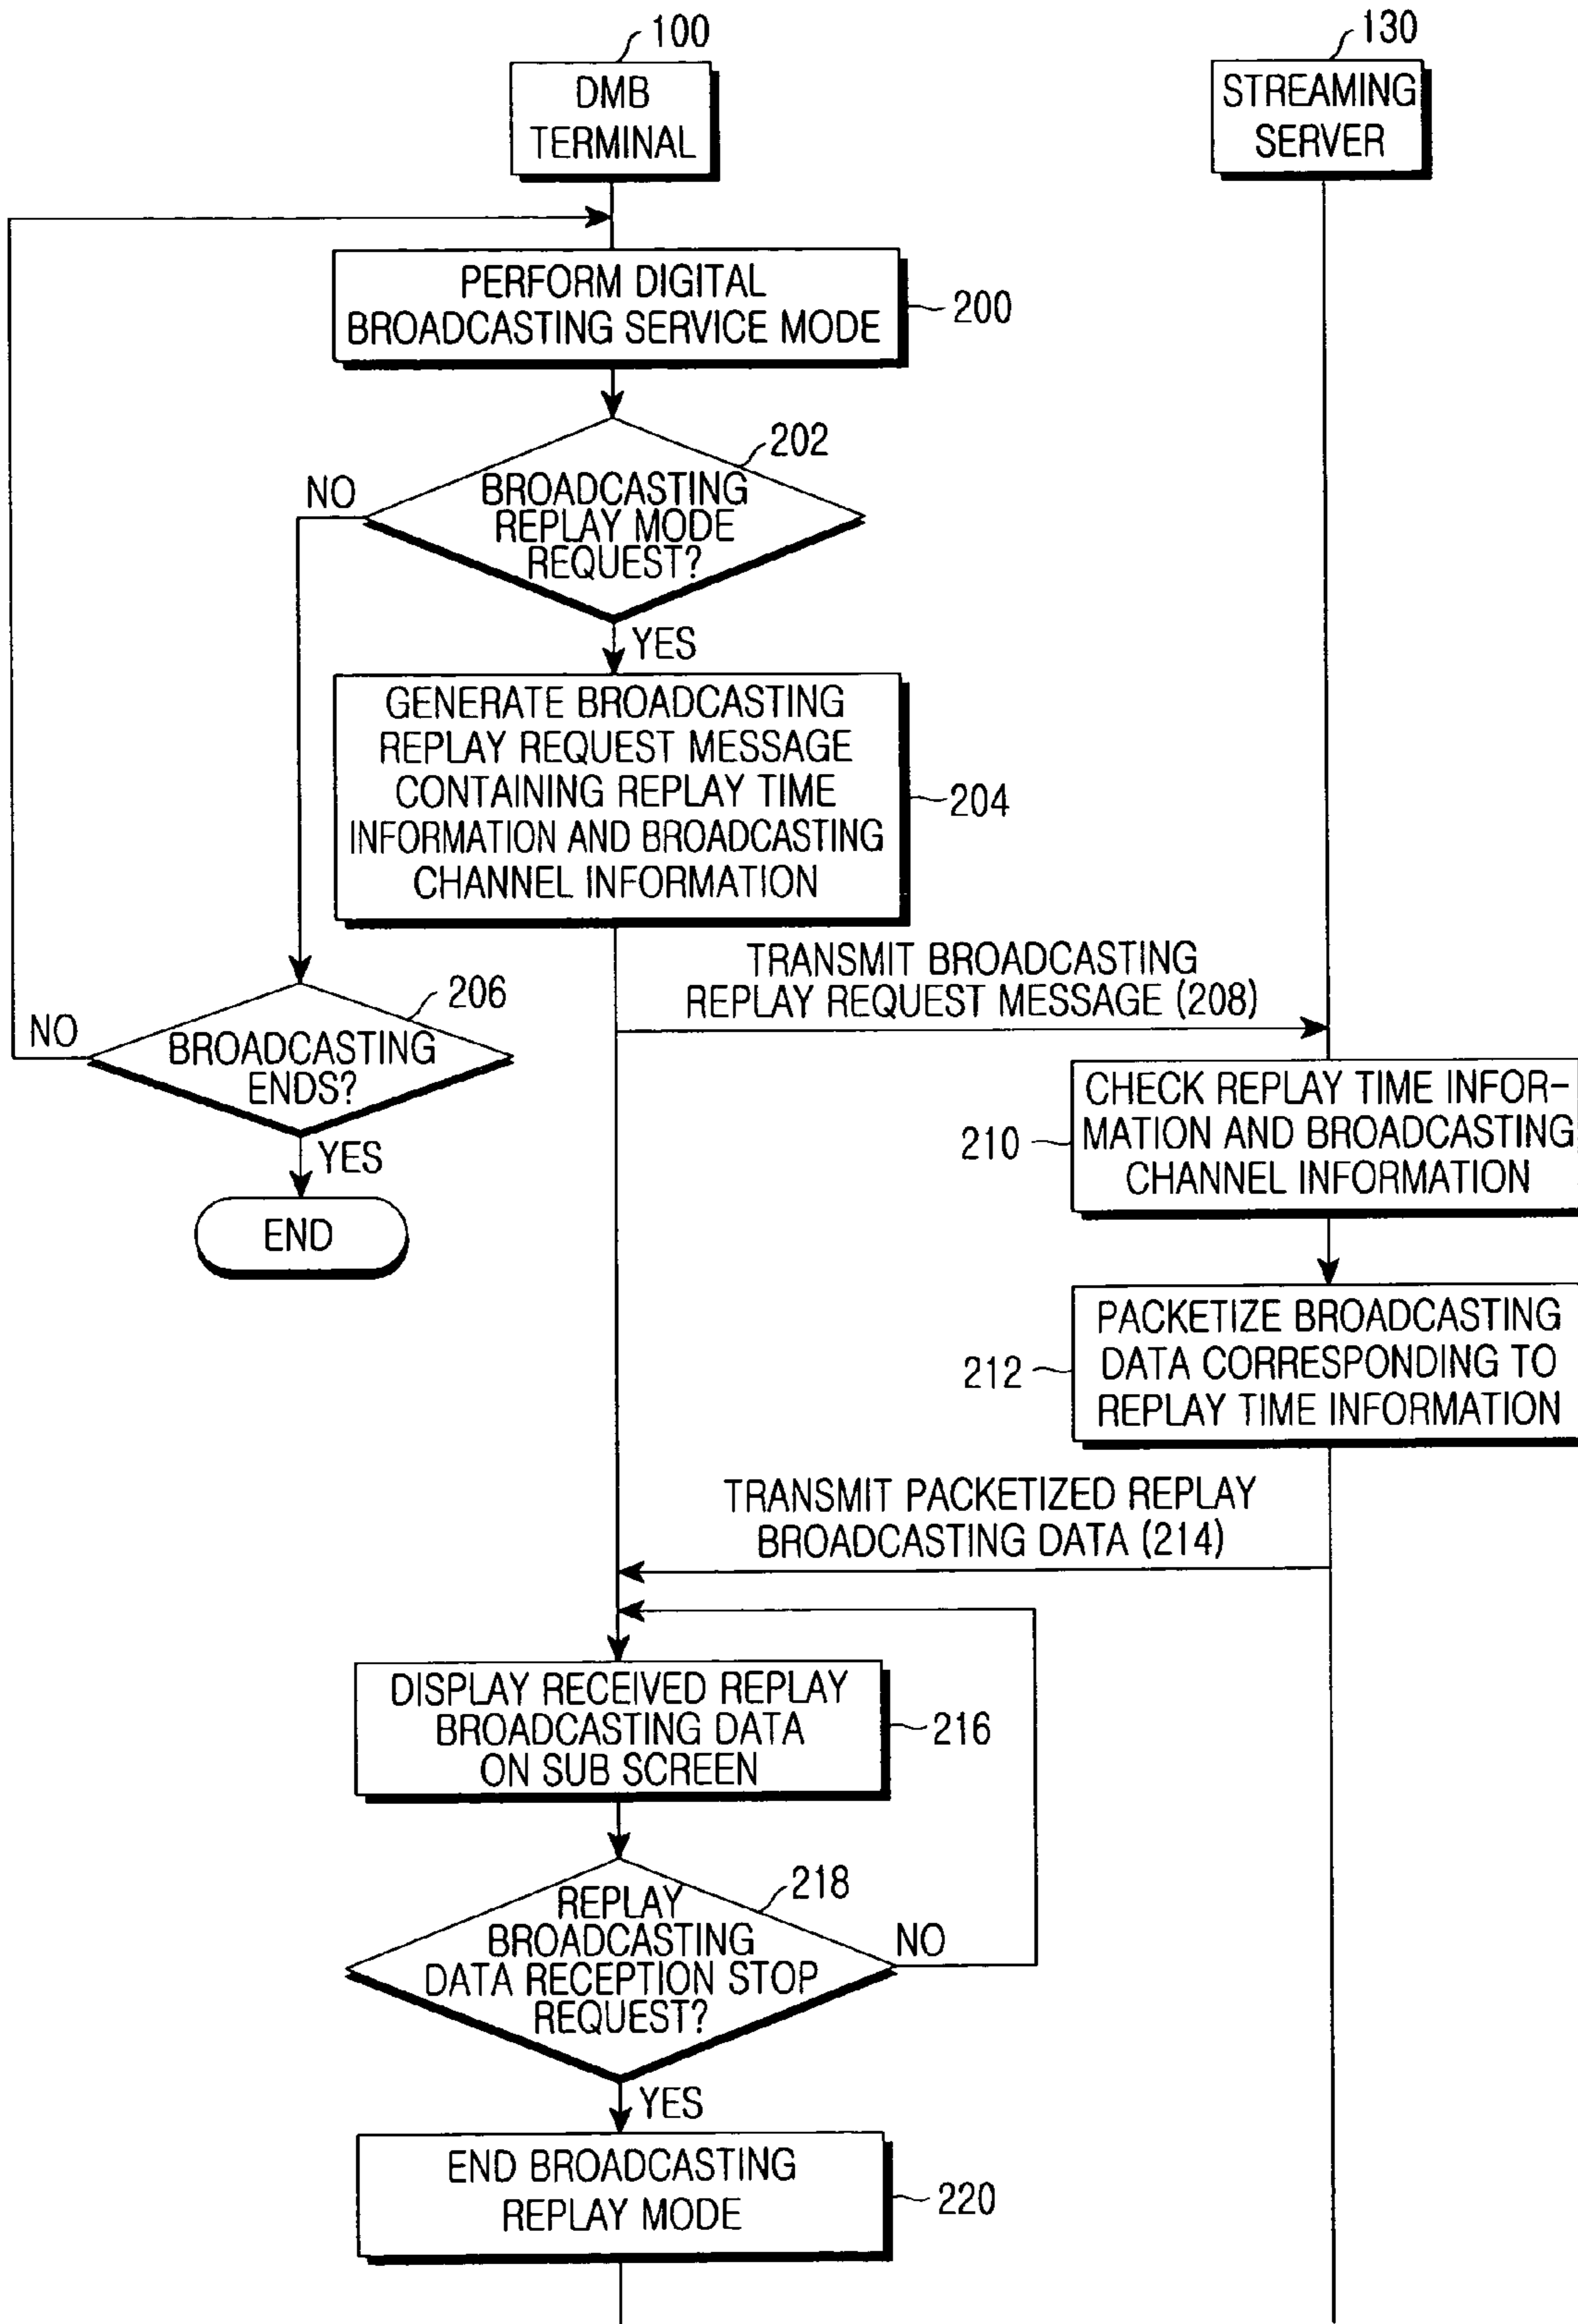 100
DMB
TERMINAL
130
STREAMING
SERVER
PERFORM DIGITAL
BROADCASTING SERVICE MODE
200
202
BROADCASTING
REPLAY MODE
REQUEST?
NO
YES
GENERATE BROADCASTING
REPLAY REQUEST MESSAGE
CONTAINING REPLAY TIME
INFORMATION AND BROADCASTING
CHANNEL INFORMATION
204
206
BROADCASTING
ENDS?
NO
YES
END
TRANSMIT BROADCASTING
REPLAY REQUEST MESSAGE (208)
CHECK REPLAY TIME INFOR-
MATION AND BROADCASTING
CHANNEL INFORMATION
210
PACKETIZE BROADCASTING
DATA CORRESPONDING TO
REPLAY TIME INFORMATION
212
TRANSMIT PACKETIZED REPLAY
BROADCASTING DATA (214)
DISPLAY RECEIVED REPLAY
BROADCASTING DATA
ON SUB SCREEN
216
218
REPLAY
BROADCASTING
DATA RECEPTION STOP
REQUEST?
NO
YES
END BROADCASTING
REPLAY MODE
220